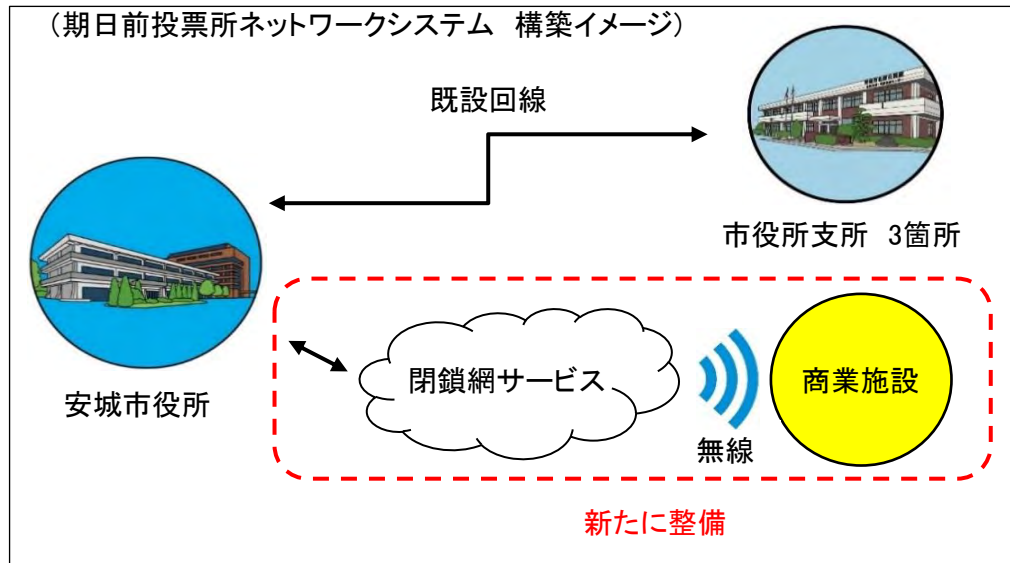 （期日前投票所ネットワークシステム　構築イメージ）
既設回線
市役所支所　3箇所
安城市役所
閉鎖網サービス
商業施設
無線
新たに整備